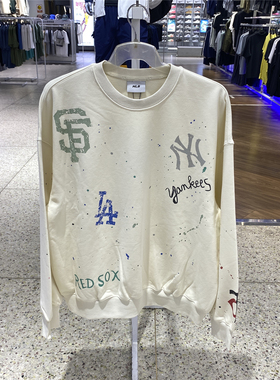 MLB
SF
NY
Yankees
LA
RED SOX